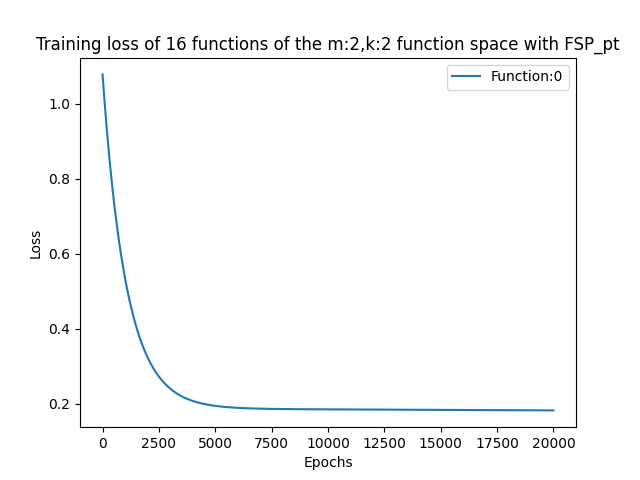 Training loss of 16 functions of the m:2,k:2 function space with FSP_pt
Function:0
Loss
1.0
0.8
0.6
0.4
0.2
0 2500 5000 7500 10000 12500 15000 17500 20000
Epochs